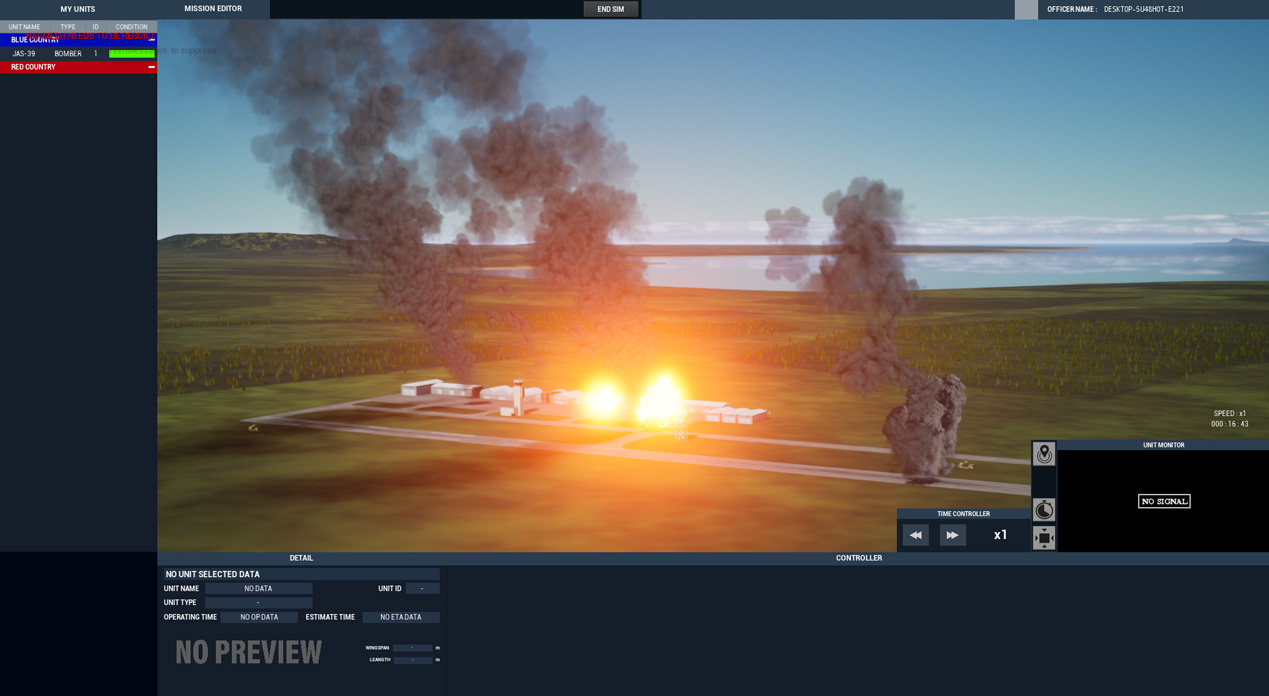 MY UNITS
MISSION EDITOR
END SIM
OFFICER NAME : DESKTOP-5U48H0T-E221
UNIT NAME TYPE ID CONDITION
NEEDS TO BE REBUILT
BLUE COUNTRY
to suppress
JAS-39 BOMBER 1
RED COUNTRY
SPEED : x1
000 : 16 : 43
UNIT MONITOR
NO SIGNAL
TIME CONTROLLER
x1
DETAIL
CONTROLLER
NO UNIT SELECTED DATA
UNIT NAME NO DATA UNIT ID -
UNIT TYPE -
OPERATING TIME NO OP DATA ESTIMATE TIME NO ETA DATA
NO PREVIEW
WINGSPAN - m
LEANGTH - m